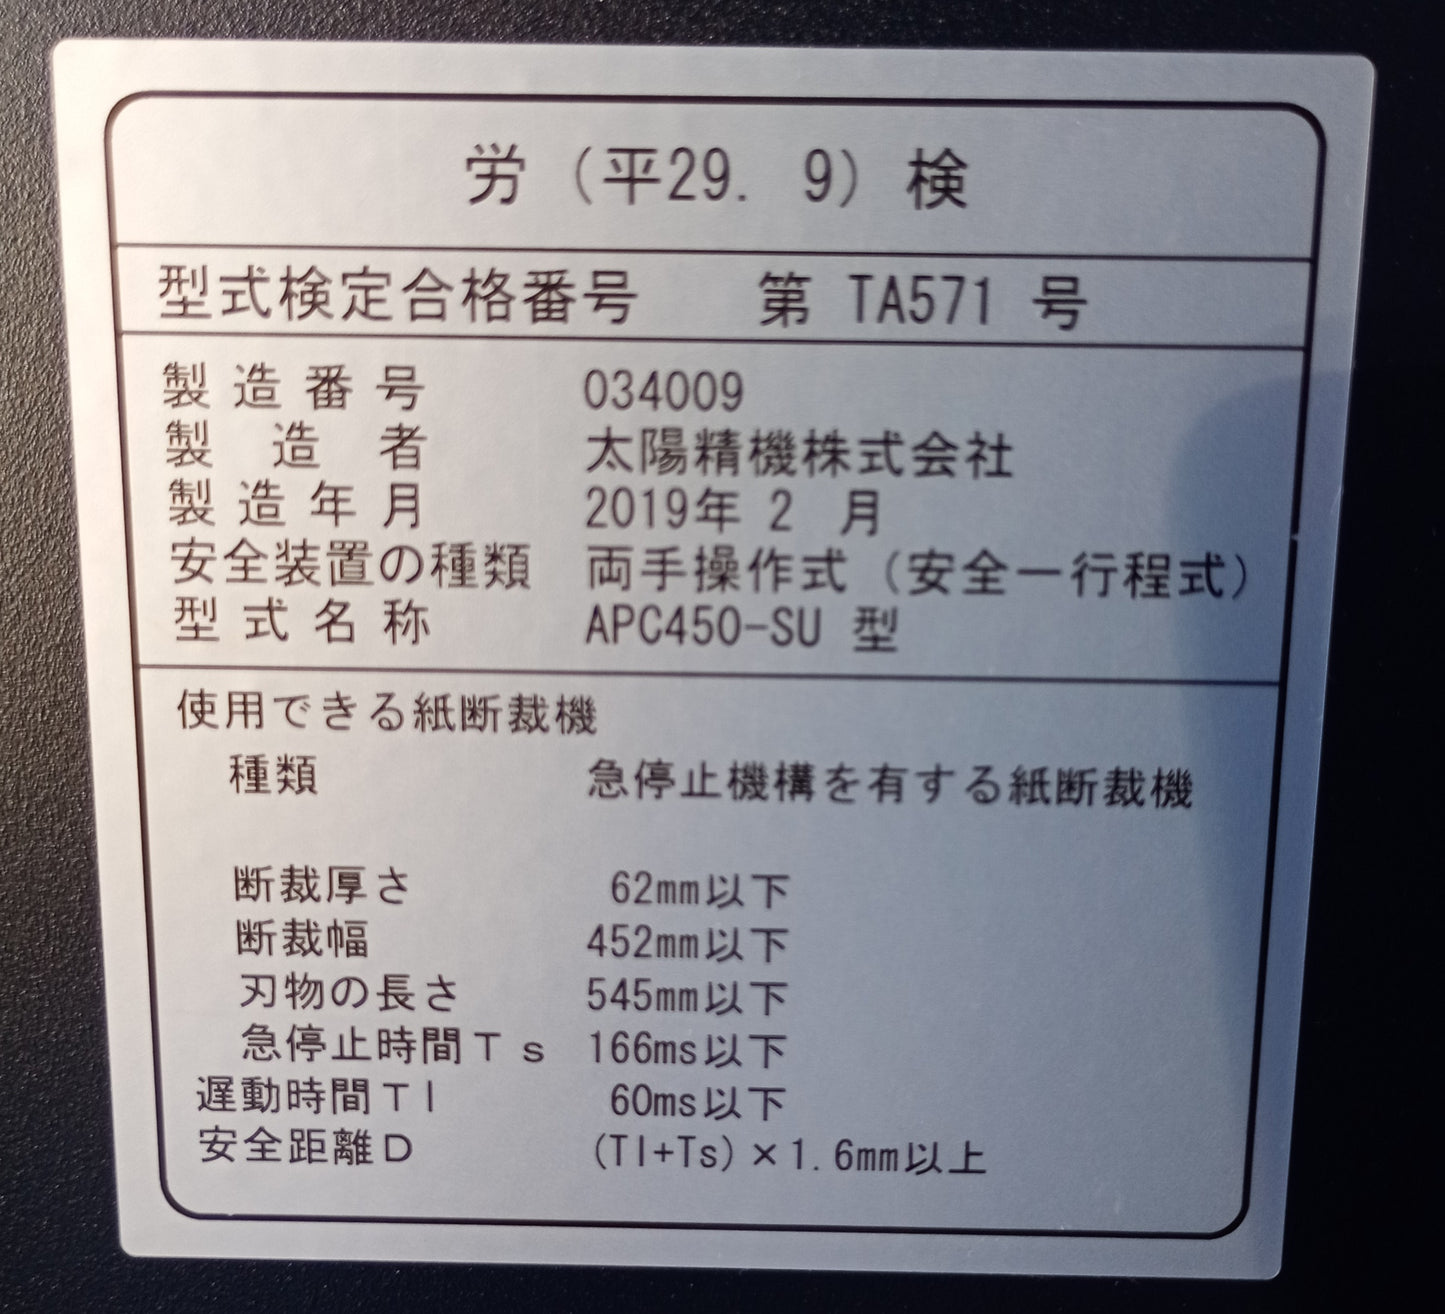 労（平29. 9）検
型式検定合格番号　第 TA571 号
製造番号　034009
製造者　太陽精機株式会社
製造年月　2019年 2 月
安全装置の種類　両手操作式（安全一行程式）
型式名称　APC450-SU 型
使用できる紙断裁機
種類　急停止機構を有する紙断裁機
断裁厚さ　62mm以下
断裁幅　452mm以下
刃物の長さ　545mm以下
急停止時間Ｔｓ　166ms以下
遅動時間Ｔl　60ms以下
安全距離Ｄ　(Tl+Ts)×1.6mm以上